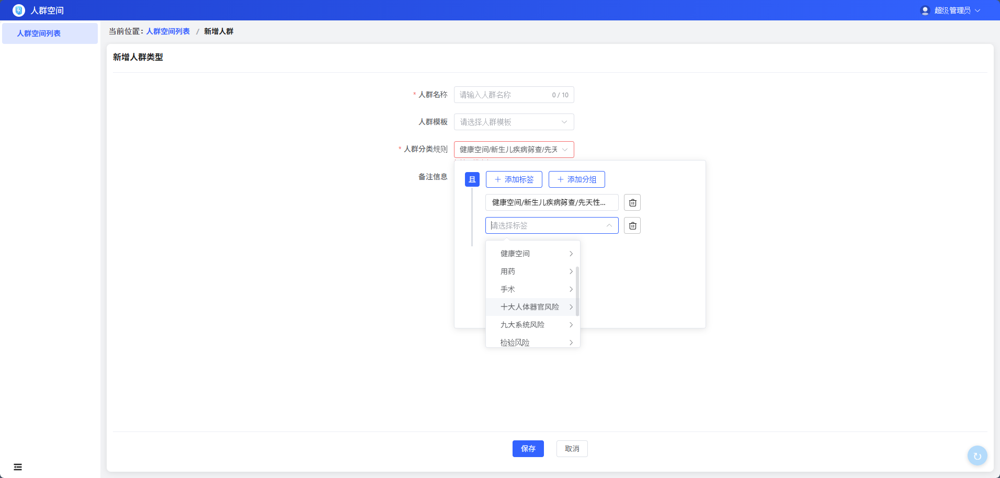 人群空间
超级管理员
人群空间列表
当前位置：人群空间列表 / 新增人群
新增人群类型
* 人群名称
请输入人群名称 0 / 10
人群模板
请选择人群模板
* 人群分类规则
健康空间/新生儿疾病筛查/先天
备注信息
且
添加标签
添加分组
健康空间/新生儿疾病筛查/先天性...
请选择标签
健康空间
用药
手术
十大人体器官风险
九大系统风险
检验风险
保存
取消